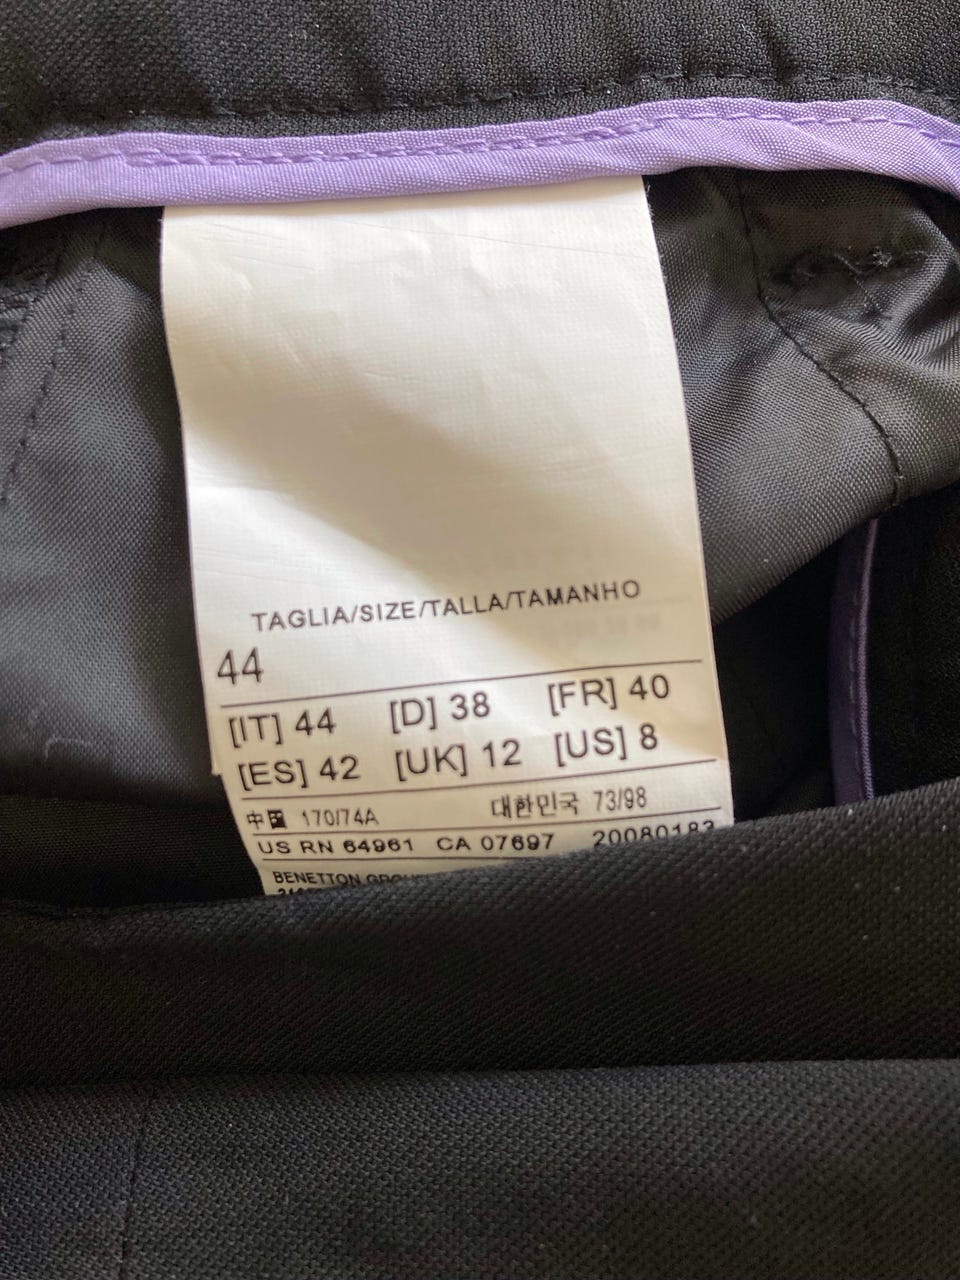 TAGLIA/SIZE/TALLA/TAMANHO
44
[IT] 44 [D] 38 [FR] 40
[ES] 42 [UK] 12 [US] 8
中国 170/74A 대한민국 73/98
US RN 64961 CA 07697 20080183
BENETTON